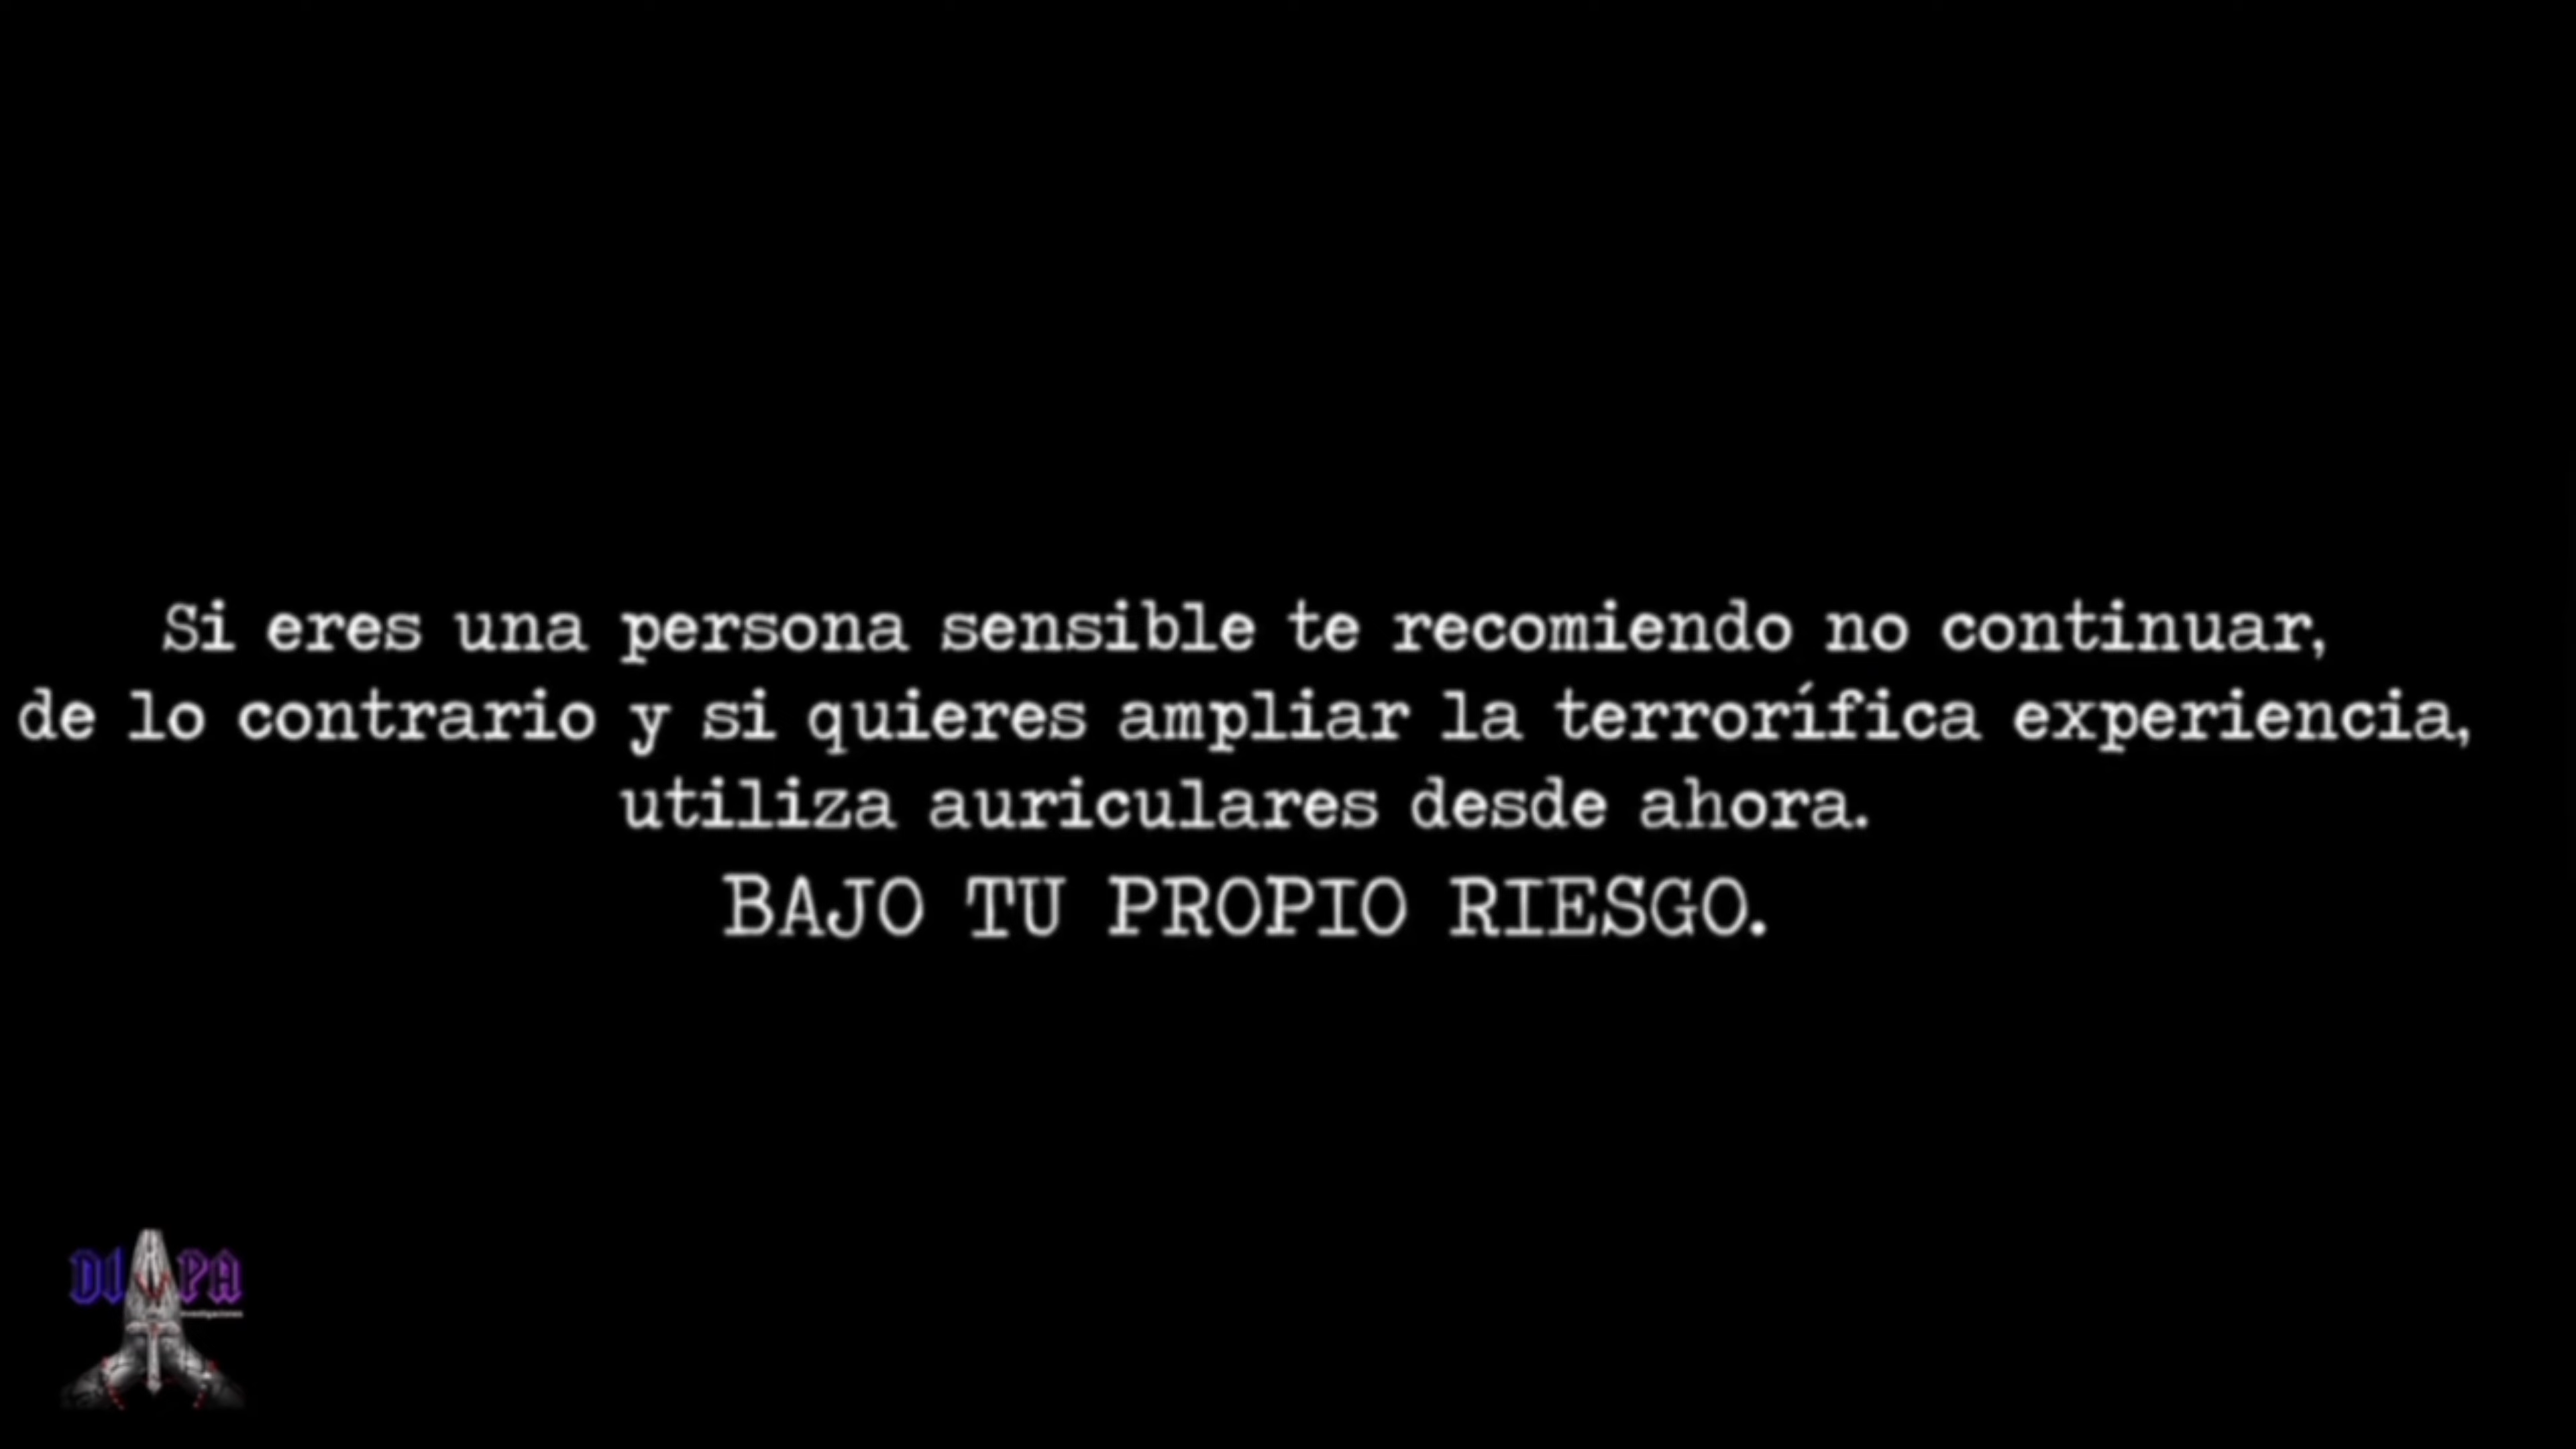 Si eres una persona sensible te recomiendo no continuar,
de lo contrario y si quieres ampliar la terrorífica experiencia,
utiliza auriculares desde ahora.
BAJO TU PROPIO RIESGO.
Investigaciones